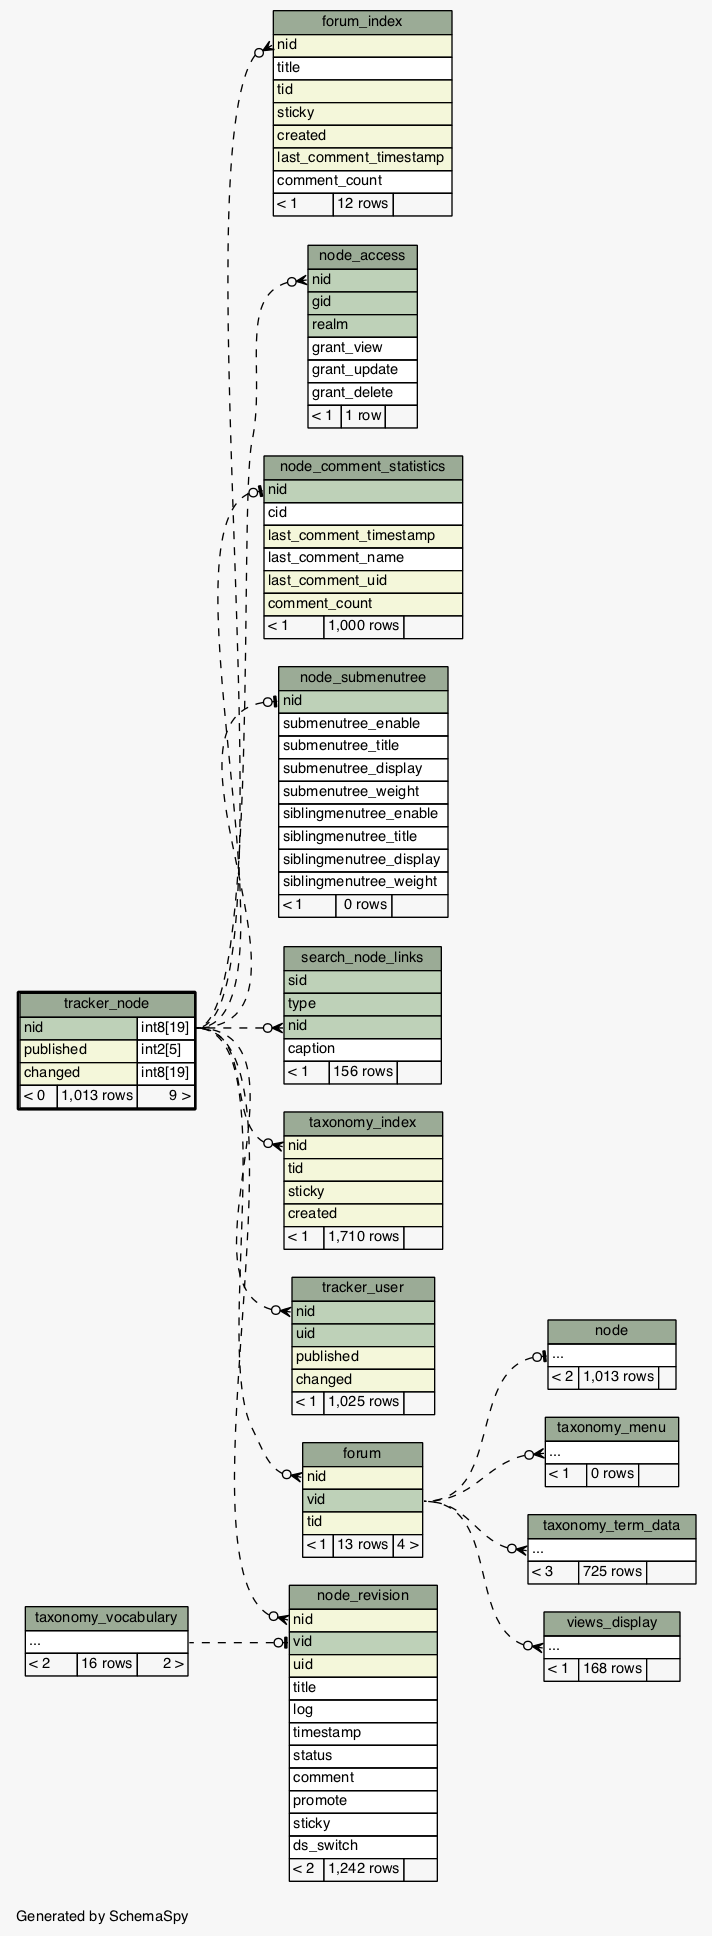 forum_index
nid
title
tid
sticky
created
last_comment_timestamp
comment_count
< 1 12 rows
node_access
nid
gid
realm
grant_view
grant_update
grant_delete
< 1 1 row
node_comment_statistics
nid
cid
last_comment_timestamp
last_comment_name
last_comment_uid
comment_count
< 1 1,000 rows
node_submenutree
nid
submenutree_enable
submenutree_title
submenutree_display
submenutree_weight
siblingmenutree_enable
siblingmenutree_title
siblingmenutree_display
siblingmenutree_weight
< 1 0 rows
search_node_links
sid
type
nid
caption
< 1 156 rows
tracker_node
nid int8[19]
published int2[5]
changed int8[19]
< 0 1,013 rows 9 >
taxonomy_index
nid
tid
sticky
created
< 1 1,710 rows
tracker_user
nid
uid
published
changed
< 1 1,025 rows
node
...
< 2 1,013 rows
taxonomy_menu
...
< 1 0 rows
forum
nid
vid
tid
< 1 13 rows 4 >
taxonomy_term_data
...
< 3 725 rows
views_display
...
< 1 168 rows
taxonomy_vocabulary
...
< 2 16 rows 2 >
node_revision
nid
vid
uid
title
log
timestamp
status
comment
promote
sticky
ds_switch
< 2 1,242 rows
Generated by SchemaSpy